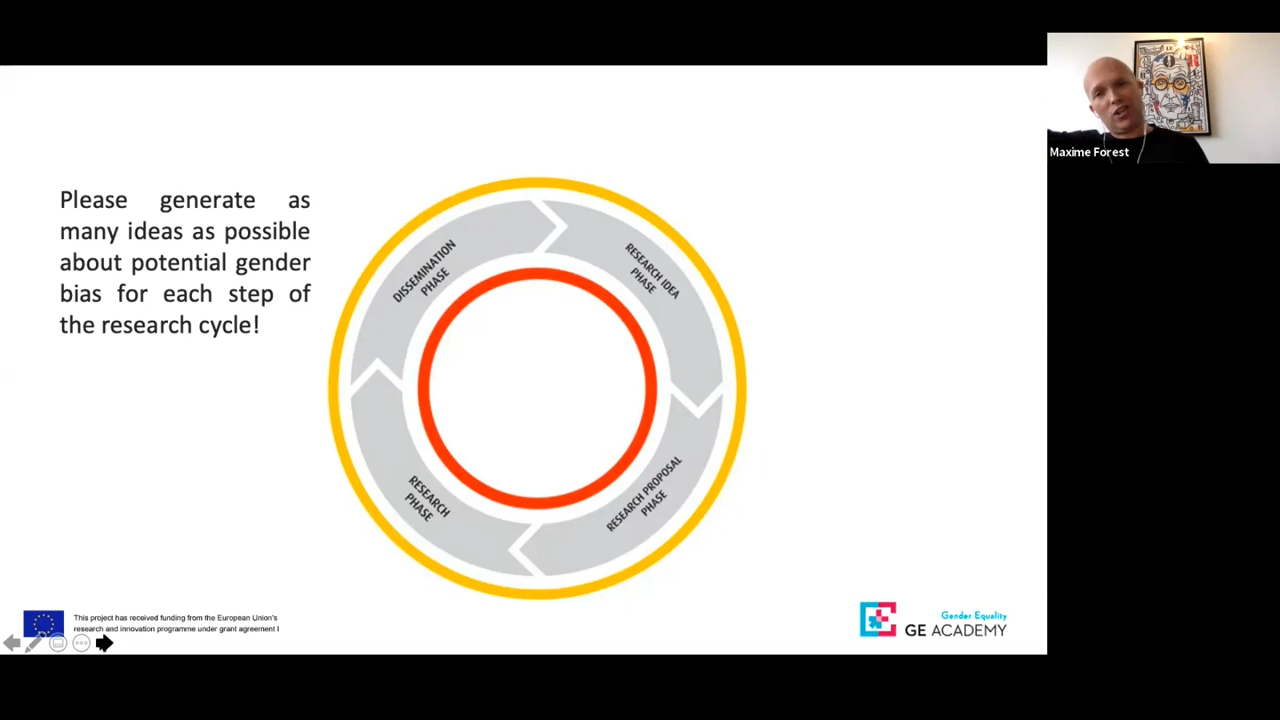 Please generate as
many ideas as possible
about potential gender
bias for each step of
the research cycle!
DISSEMINATION
PHASE
RESEARCH IDEA
PHASE
RESEARCH
PHASE
RESEARCH PROPOSAL
PHASE
Maxime Forest
This project has received funding from the European Union's
research and innovation programme under grant agreement
Gender Equality
GE ACADEMY